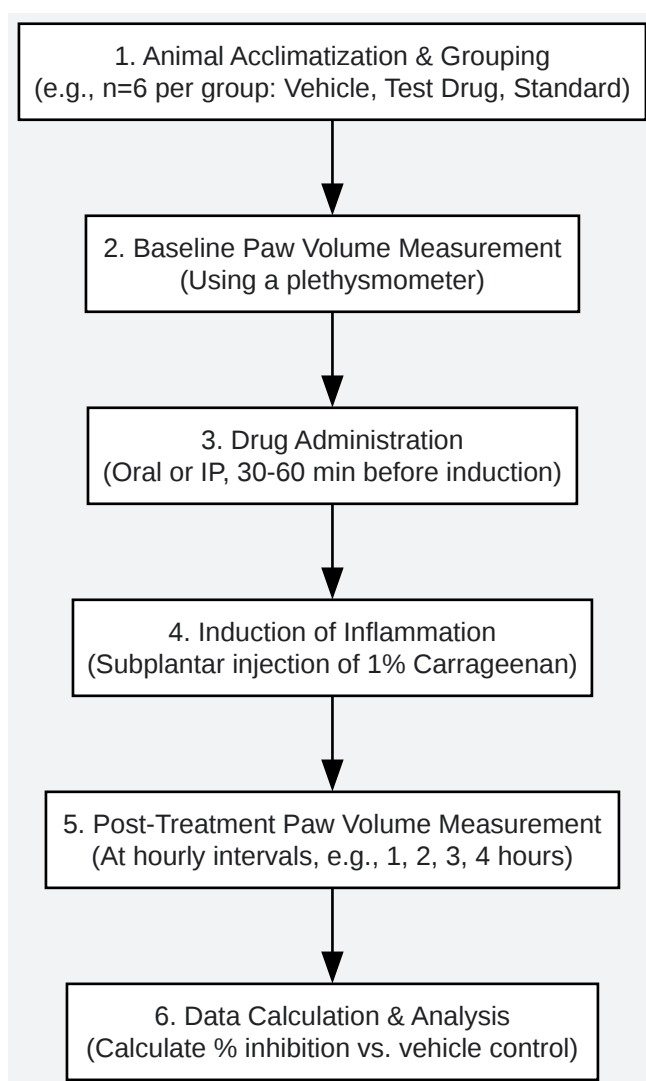 1. Animal Acclimatization & Grouping
(e.g., n=6 per group: Vehicle, Test Drug, Standard)
2. Baseline Paw Volume Measurement
(Using a plethysmometer)
3. Drug Administration
(Oral or IP, 30-60 min before induction)
4. Induction of Inflammation
(Subplantar injection of 1% Carrageenan)
5. Post-Treatment Paw Volume Measurement
(At hourly intervals, e.g., 1, 2, 3, 4 hours)
6. Data Calculation & Analysis
(Calculate % inhibition vs. vehicle control)